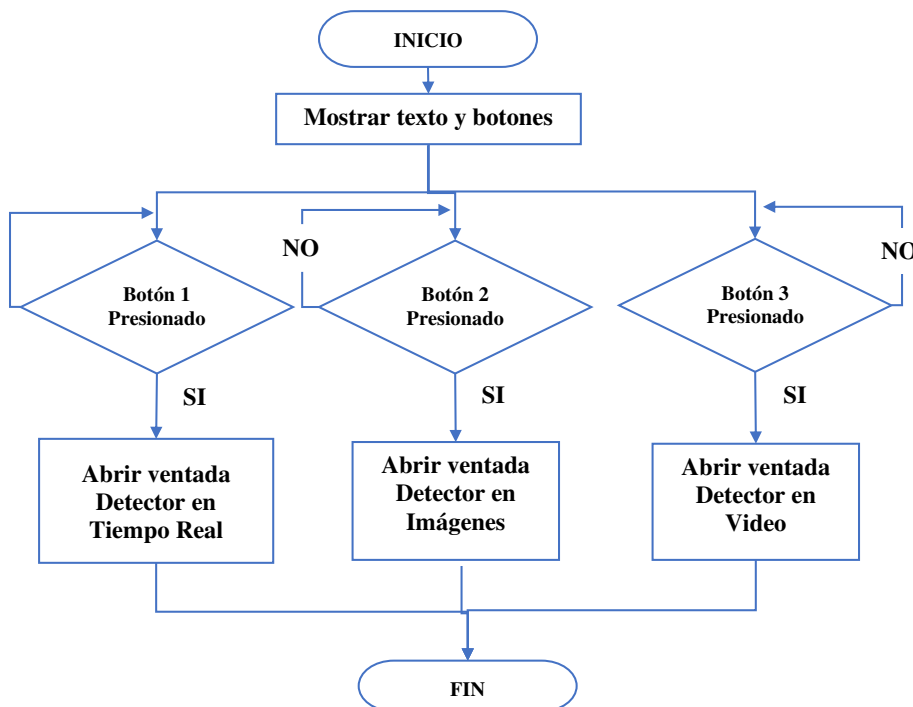 INICIO
Mostrar texto y botones
NO
NO
Botón 1
Presionado
Botón 2
Presionado
Botón 3
Presionado
SI
SI
SI
Abrir ventada
Detector en
Tiempo Real
Abrir ventada
Detector en
Imágenes
Abrir ventada
Detector en
Video
FIN